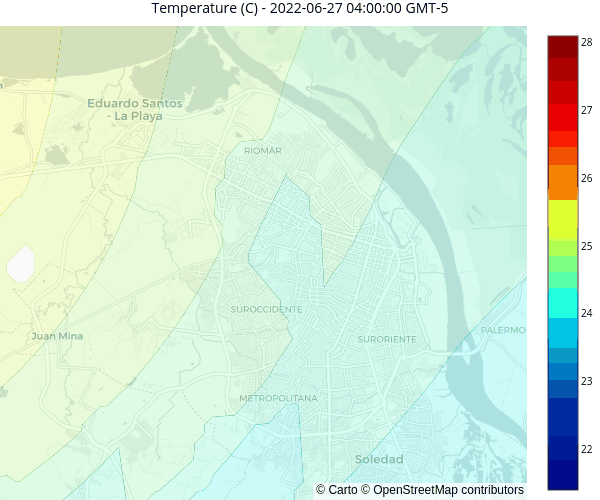 Temperature (C) - 2022-06-27 04:00:00 GMT-5
28
27
26
25
24
23
22
Eduardo Santos
- La Playa
RIOMAR
SUROCCIDENTE
PALERMO
Juan Mina
SURORIENTE
METROPOLITANA
Soledad
© Carto © OpenStreetMap contributors